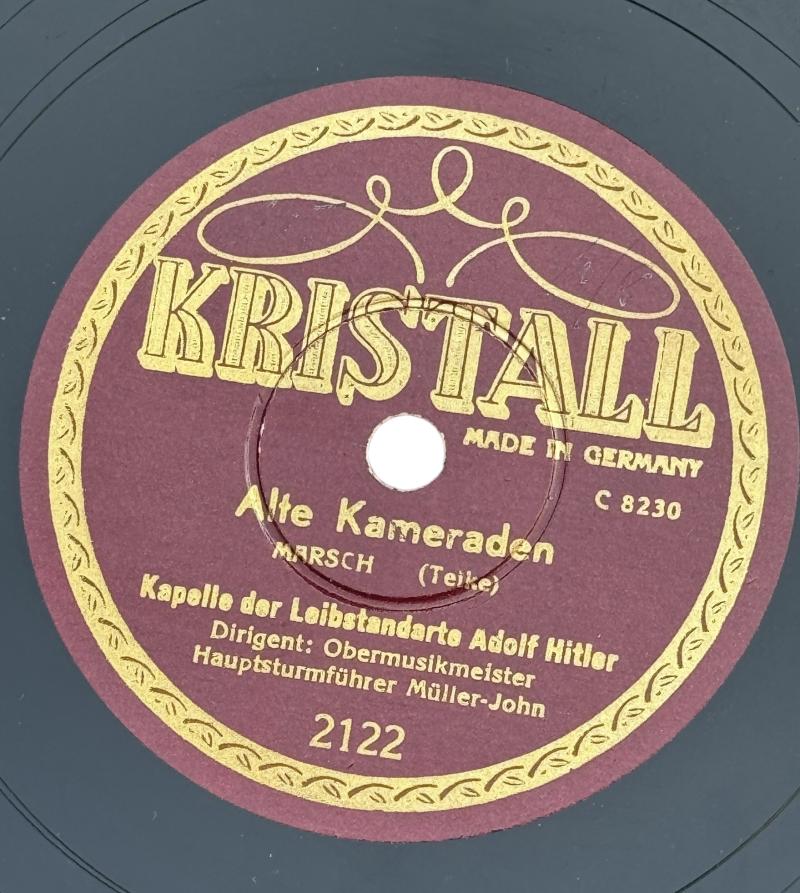 KRISTALL
MADE IN GERMANY
C 8230
Alte Kameraden
MARSCH (Teike)
Kapelle der Leibstandarte Adolf Hitler
Dirigent: Obermusikmeister
Hauptsturmführer Müller-John
2122